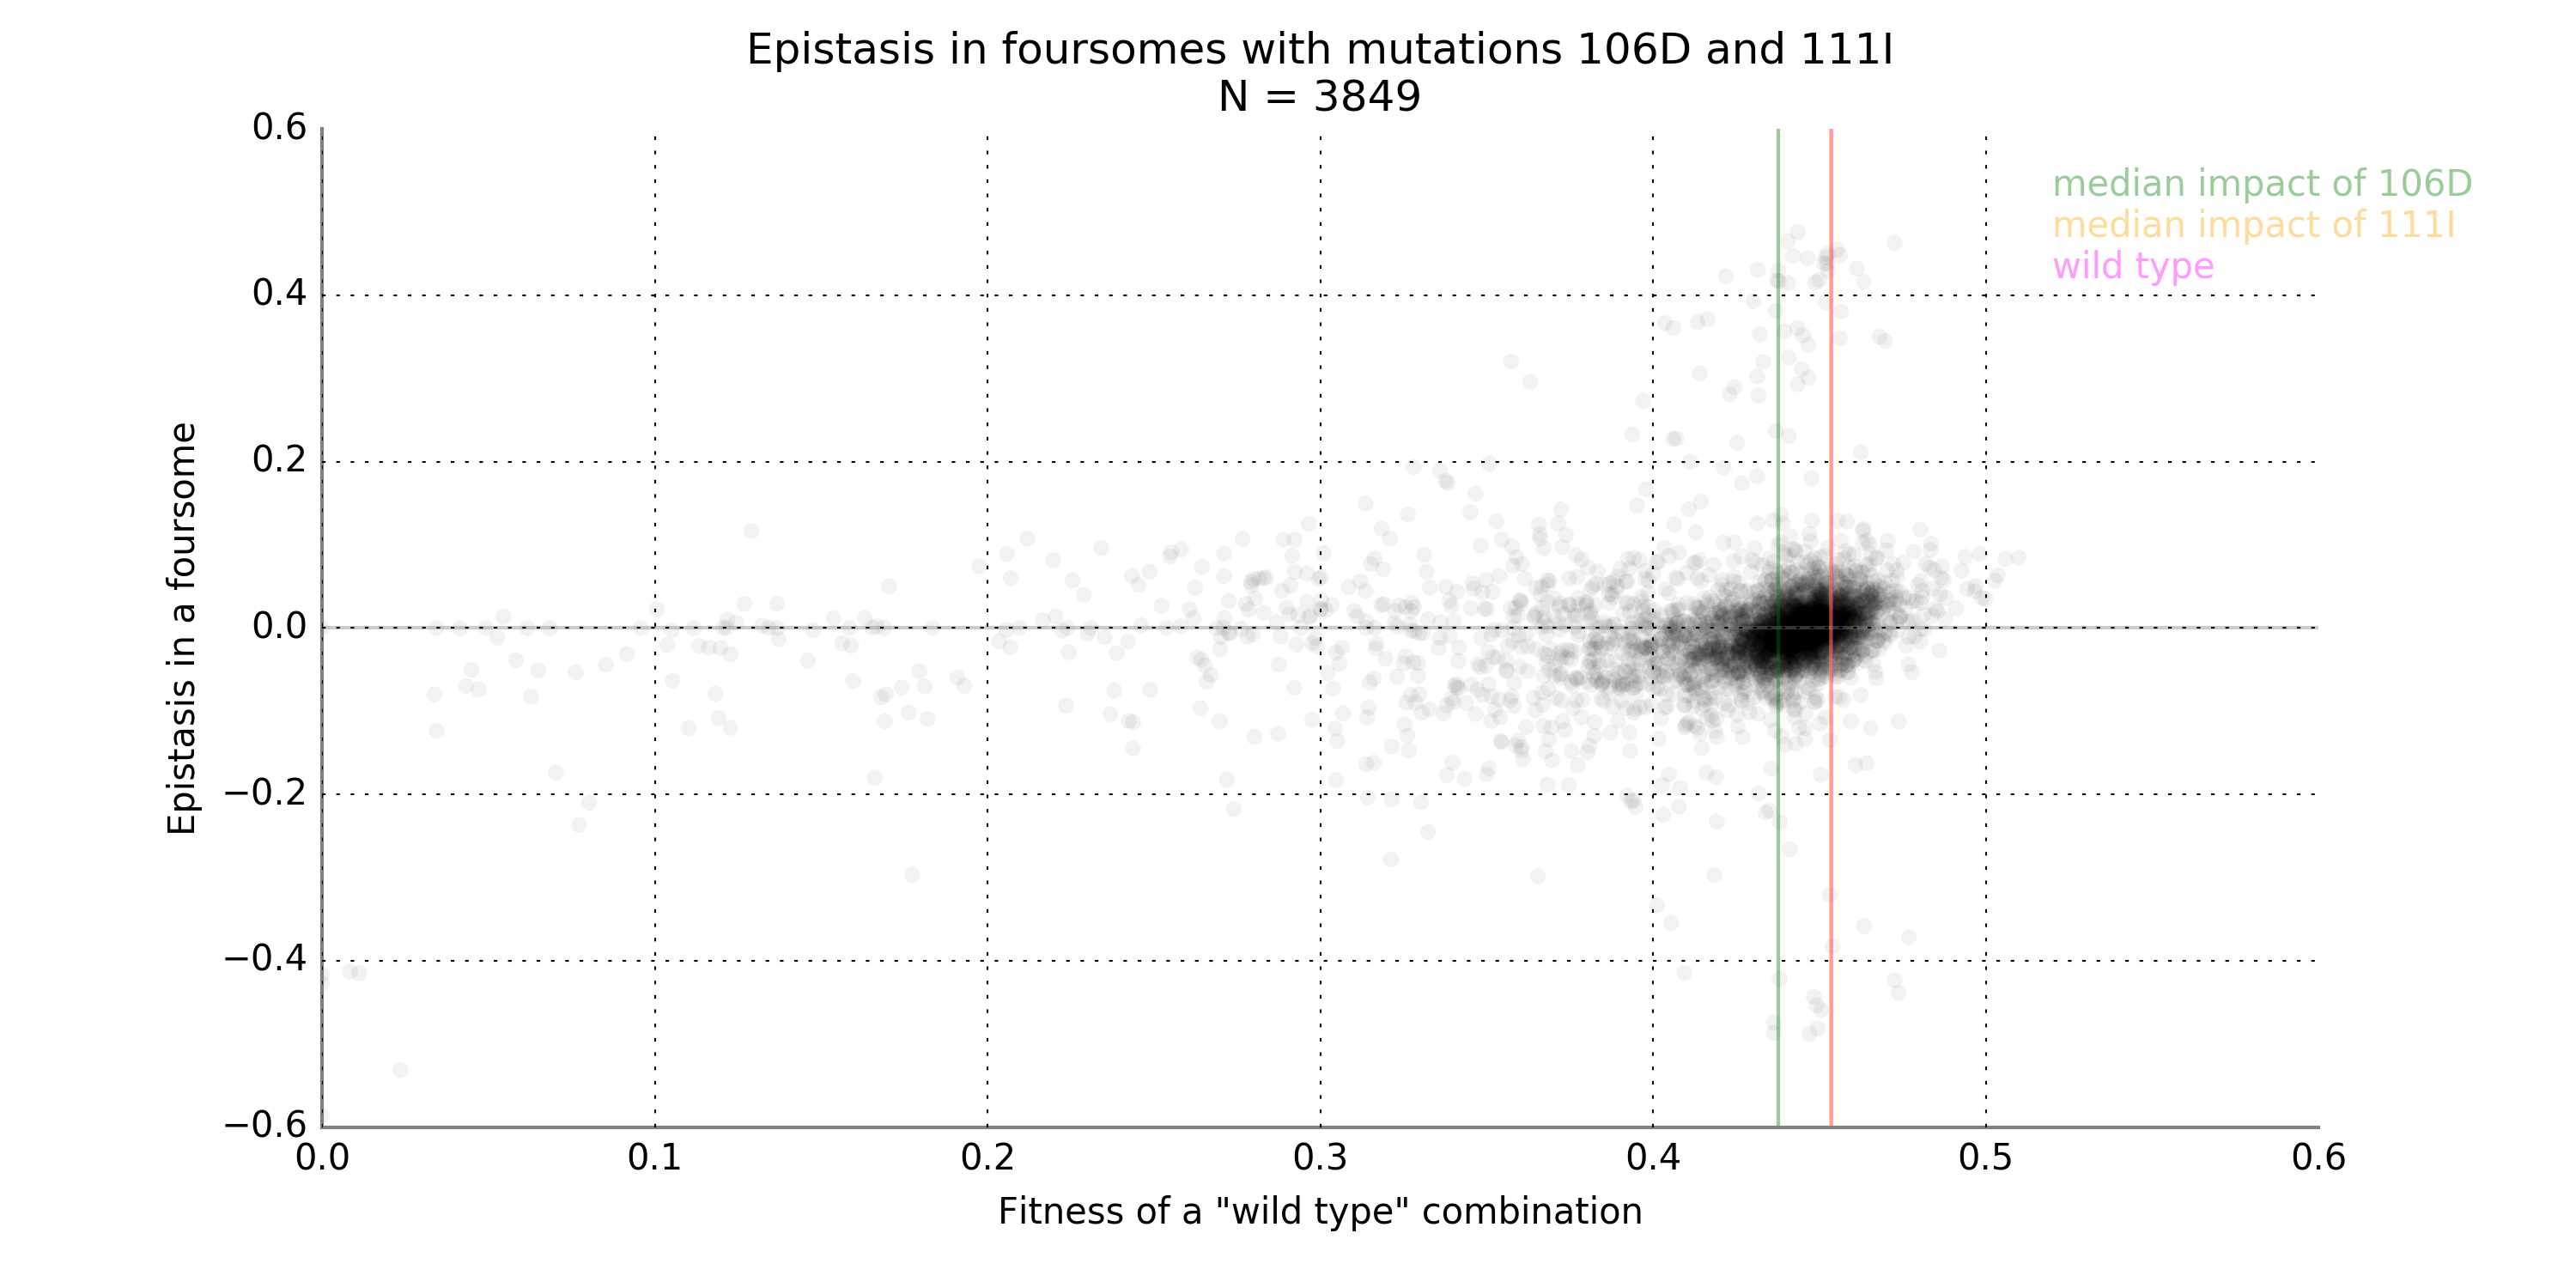 Epistasis in foursomes with mutations 106D and 111I
N = 3849
0.6
median impact of 106D
median impact of 111I
wild type
0.4
0.2
0.0
−0.2
−0.4
−0.6
Epistasis in a foursome
0.0 0.1 0.2 0.3 0.4 0.5 0.6
Fitness of a "wild type" combination